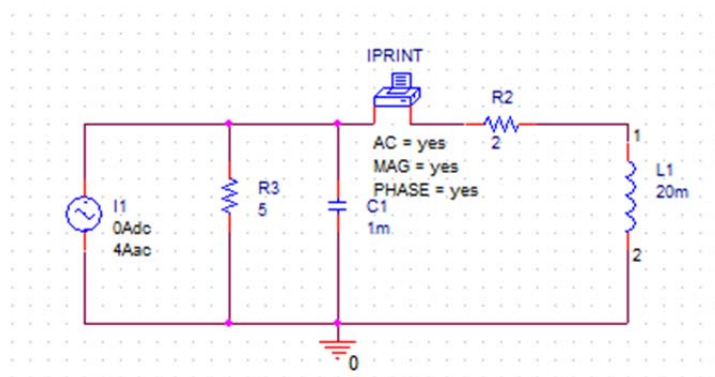 IPRINT
R2
2
AC = yes
MAG = yes
PHASE = yes
1
L1
20m
2
R3
5
C1
1m
I1
0Adc
4Aac
0